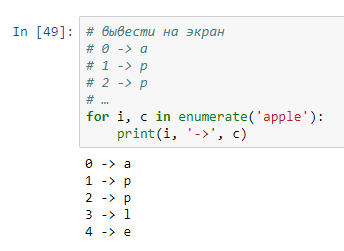 In [49]:
# вывести на экран
# 0 -> a
# 1 -> p
# 2 -> p
# …
for i, c in enumerate('apple'):
    print(i, '->', c)
0 -> a
1 -> p
2 -> p
3 -> l
4 -> e